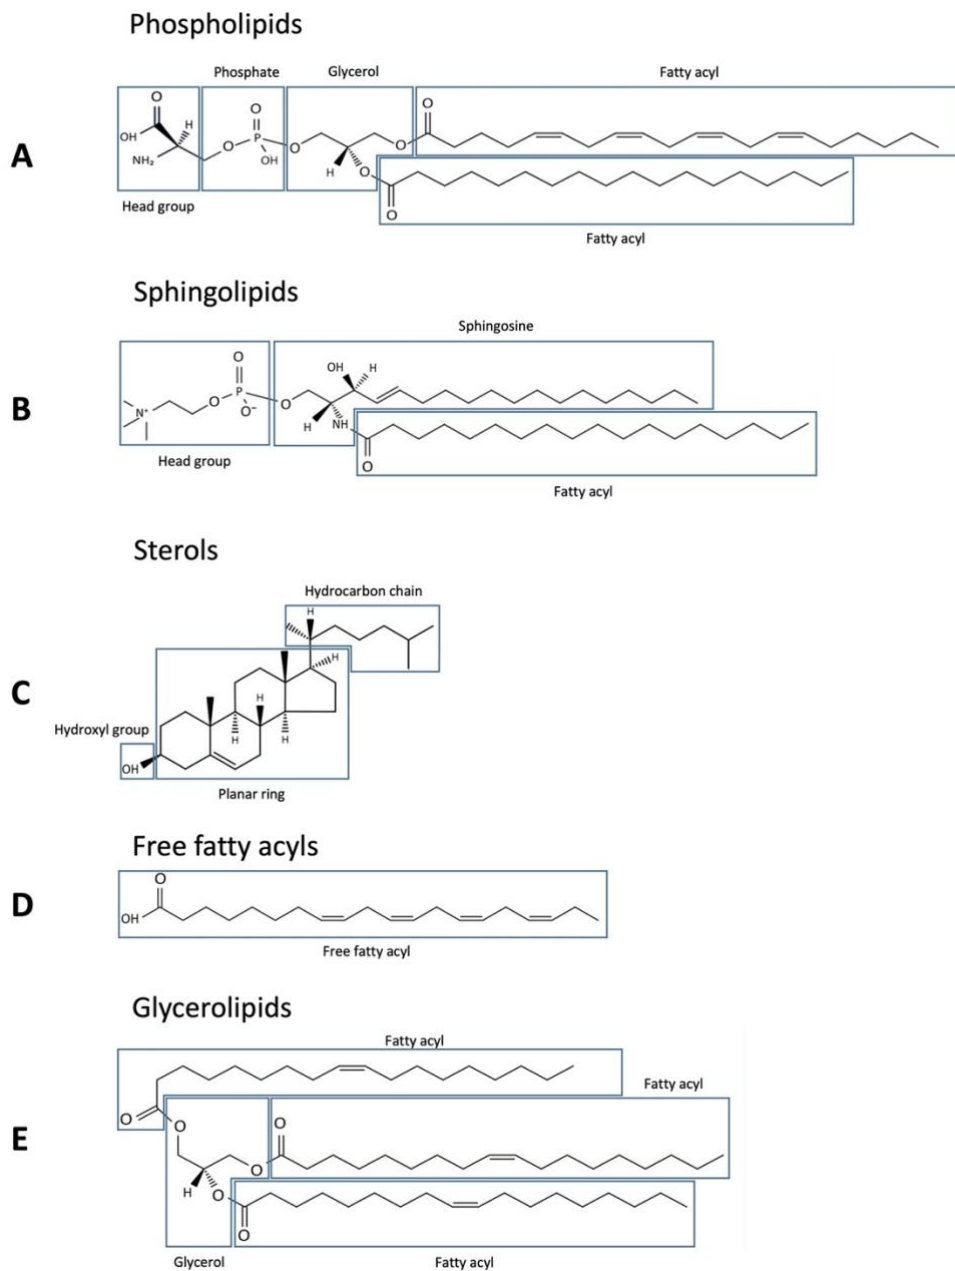 Phospholipids
Phosphate
Glycerol
Fatty acyl
A
O
OH
H
NH₂
O
O
P
OH
O
H
O
O
O
O
Head group
Fatty acyl
Sphingolipids
Sphingosine
B
N⁺
O
O
P
O⁻
O
OH
H
H
NH
O
Head group
Fatty acyl
Sterols
Hydrocarbon chain
H
H
C
H
H
H
Hydroxyl group
OH
Planar ring
Free fatty acyls
D
O
OH
Free fatty acyl
Glycerolipids
Fatty acyl
Fatty acyl
E
O
O
O
O
H
O
O
Glycerol
Fatty acyl